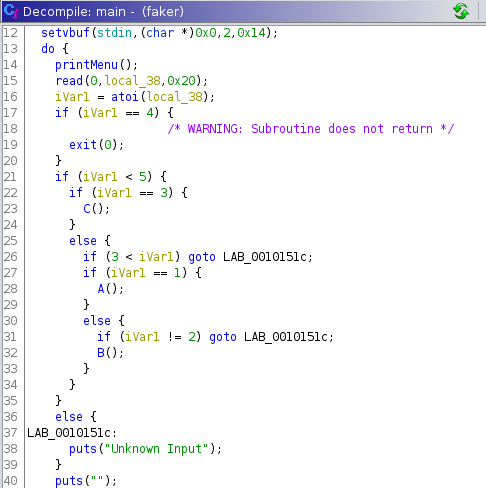 Decompile: main - (faker)
12 setvbuf(stdin,(char *)0x0,2,0x14);
13 do {
14 printMenu();
15 read(0,local_38,0x20);
16 iVar1 = atoi(local_38);
17 if (iVar1 == 4) {
18 /* WARNING: Subroutine does not return */
19 exit(0);
20 }
21 if (iVar1 < 5) {
22 if (iVar1 == 3) {
23 C();
24 }
25 else {
26 if (3 < iVar1) goto LAB_0010151c;
27 if (iVar1 == 1) {
28 A();
29 }
30 else {
31 if (iVar1 != 2) goto LAB_0010151c;
32 B();
33 }
34 }
35 }
36 else {
37 LAB_0010151c:
38 puts("Unknown Input");
39 }
40 puts("");